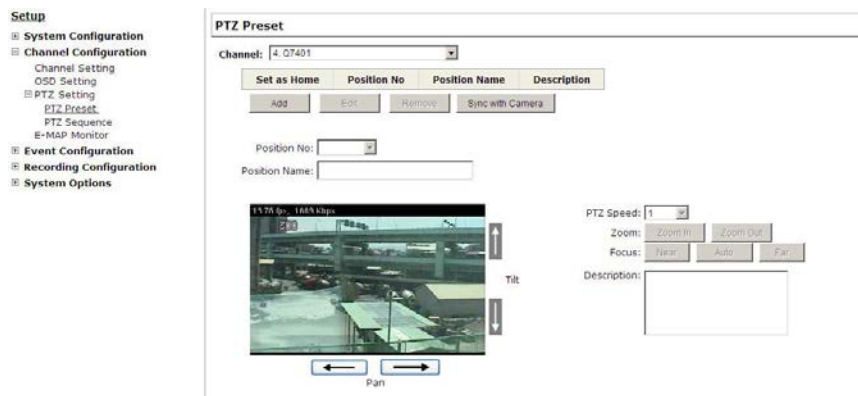 Setup
System Configuration
Channel Configuration
Channel Setting
OSD Setting
PTZ Setting
PTZ Preset
PTZ Sequence
E-MAP Monitor
Event Configuration
Recording Configuration
System Options
PTZ Preset
Channel: 4. Q7401
Set as Home Position No Position Name Description
Add Edit Remove Sync with Camera
Position No:
Position Name:
PTZ Speed: 1
Zoom: Zoom In Zoom Out
Focus: Near Auto Far
Description:
Tilt
Pan